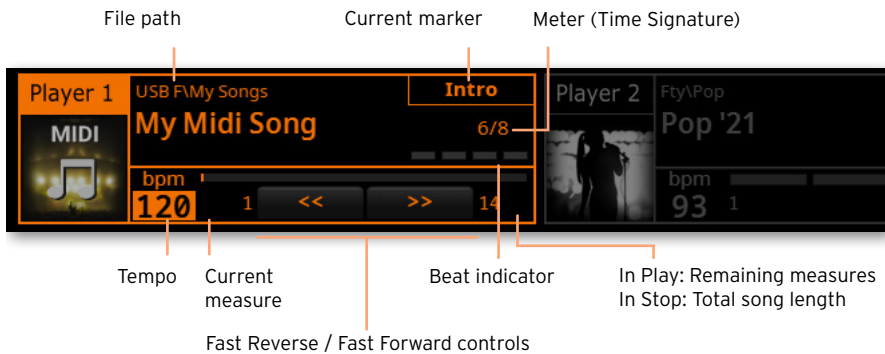 File path
Current marker
Meter (Time Signature)
Player 1
USB F\My Songs
Intro
Player 2
Fty\Pop
MIDI
My Midi Song
6/8
Pop '21
bpm
bpm
120
1
<<
>>
14
93
1
Tempo
Current
measure
Beat indicator
In Play: Remaining measures
In Stop: Total song length
Fast Reverse / Fast Forward controls